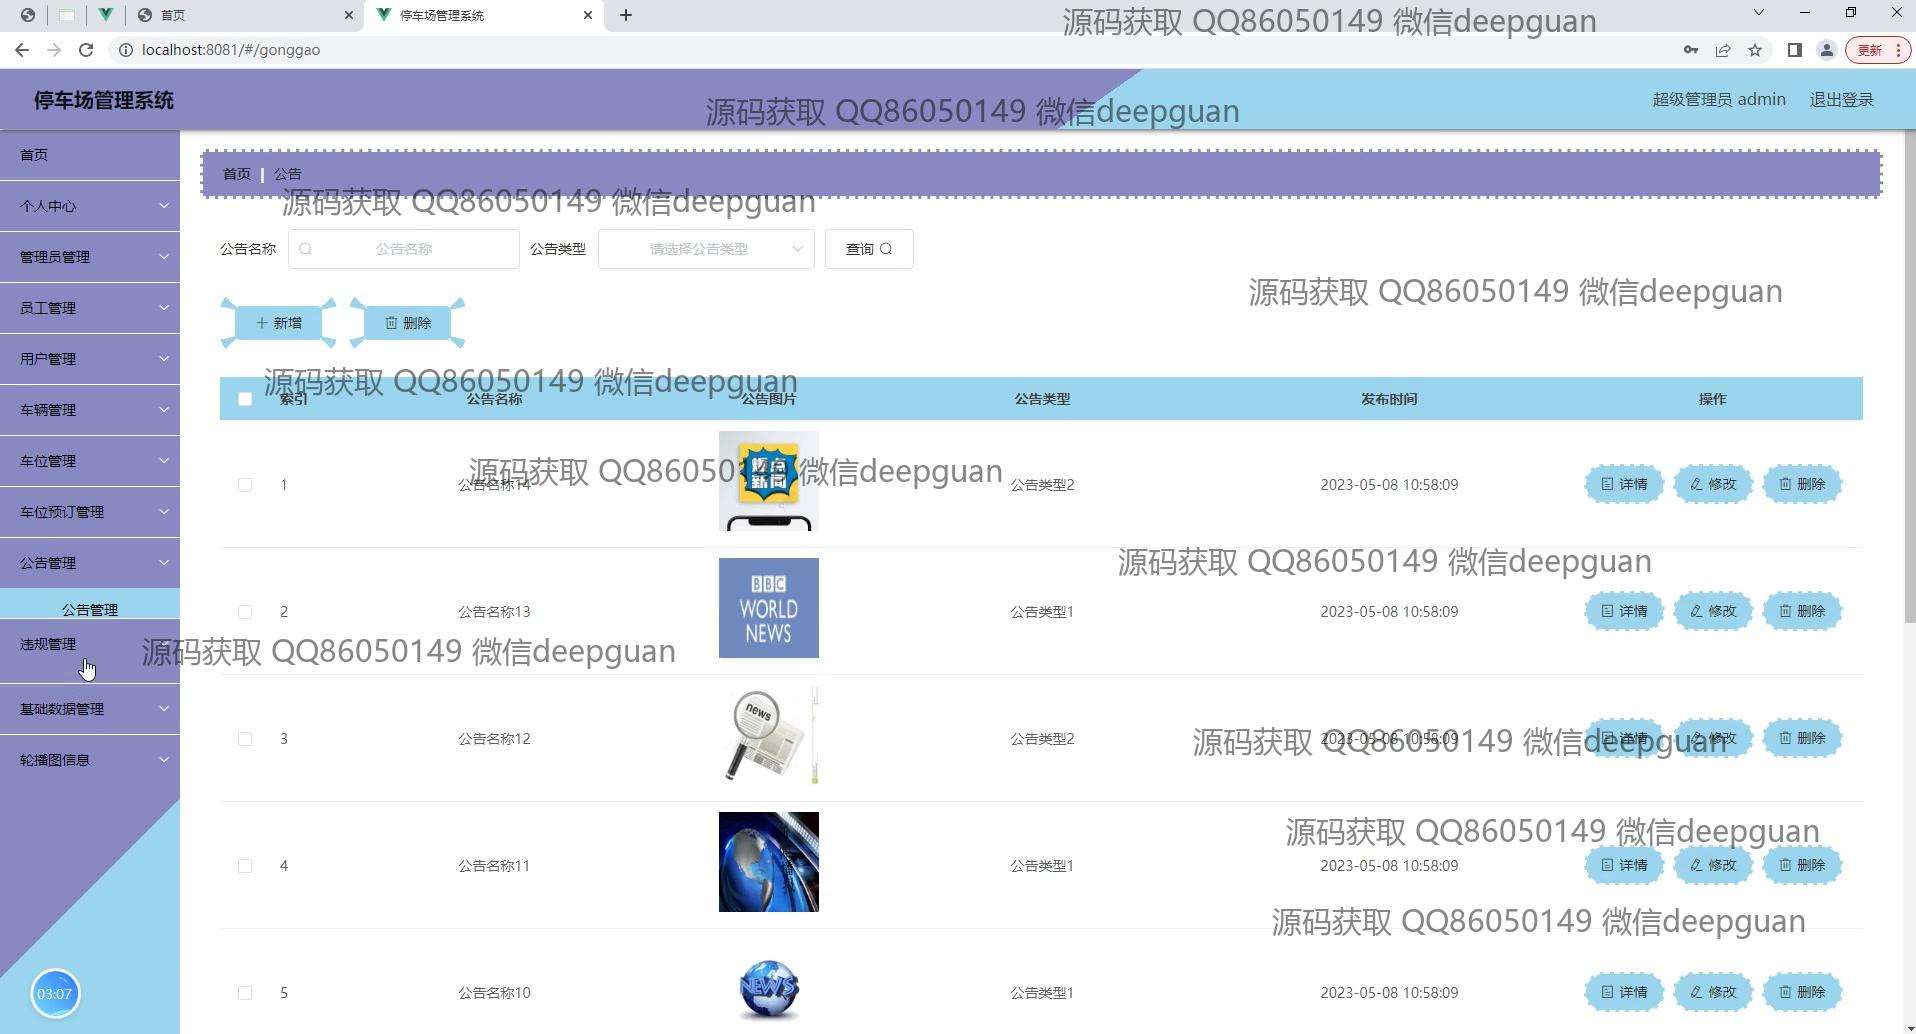 首页
停车场管理系统
源码获取 QQ86050149 微信deepguan
localhost:8081/#/gonggao
更新
停车场管理系统
源码获取 QQ86050149 微信deepguan
超级管理员 admin 退出登录
首页
个人中心
管理员管理
员工管理
用户管理
车辆管理
车位管理
车位预订管理
公告管理
公告管理
违规管理
基础数据管理
轮播图信息
03:07
首页 | 公告
源码获取 QQ86050149 微信deepguan
公告名称 公告名称 公告类型 请选择公告类型 查询
源码获取 QQ86050149 微信deepguan
新增 删除
源码获取 QQ86050149 微信deepguan
索引 公告名称 公告图片 公告类型 发布时间 操作
源码获取 QQ86050149 微信deepguan
1 公告名称14 公告类型2 2023-05-08 10:58:09 详情 修改 删除
爆点
新闻
源码获取 QQ86050149 微信deepguan
BBC
WORLD
NEWS
2 公告名称13 公告类型1 2023-05-08 10:58:09 详情 修改 删除
源码获取 QQ86050149 微信deepguan
news
3 公告名称12 公告类型2 2023-05-08 10:58:09 详情 修改 删除
源码获取 QQ86050149 微信deepguan
源码获取 QQ86050149 微信deepguan
4 公告名称11 公告类型1 2023-05-08 10:58:09 详情 修改 删除
源码获取 QQ86050149 微信deepguan
NEWS
5 公告名称10 公告类型1 2023-05-08 10:58:09 详情 修改 删除